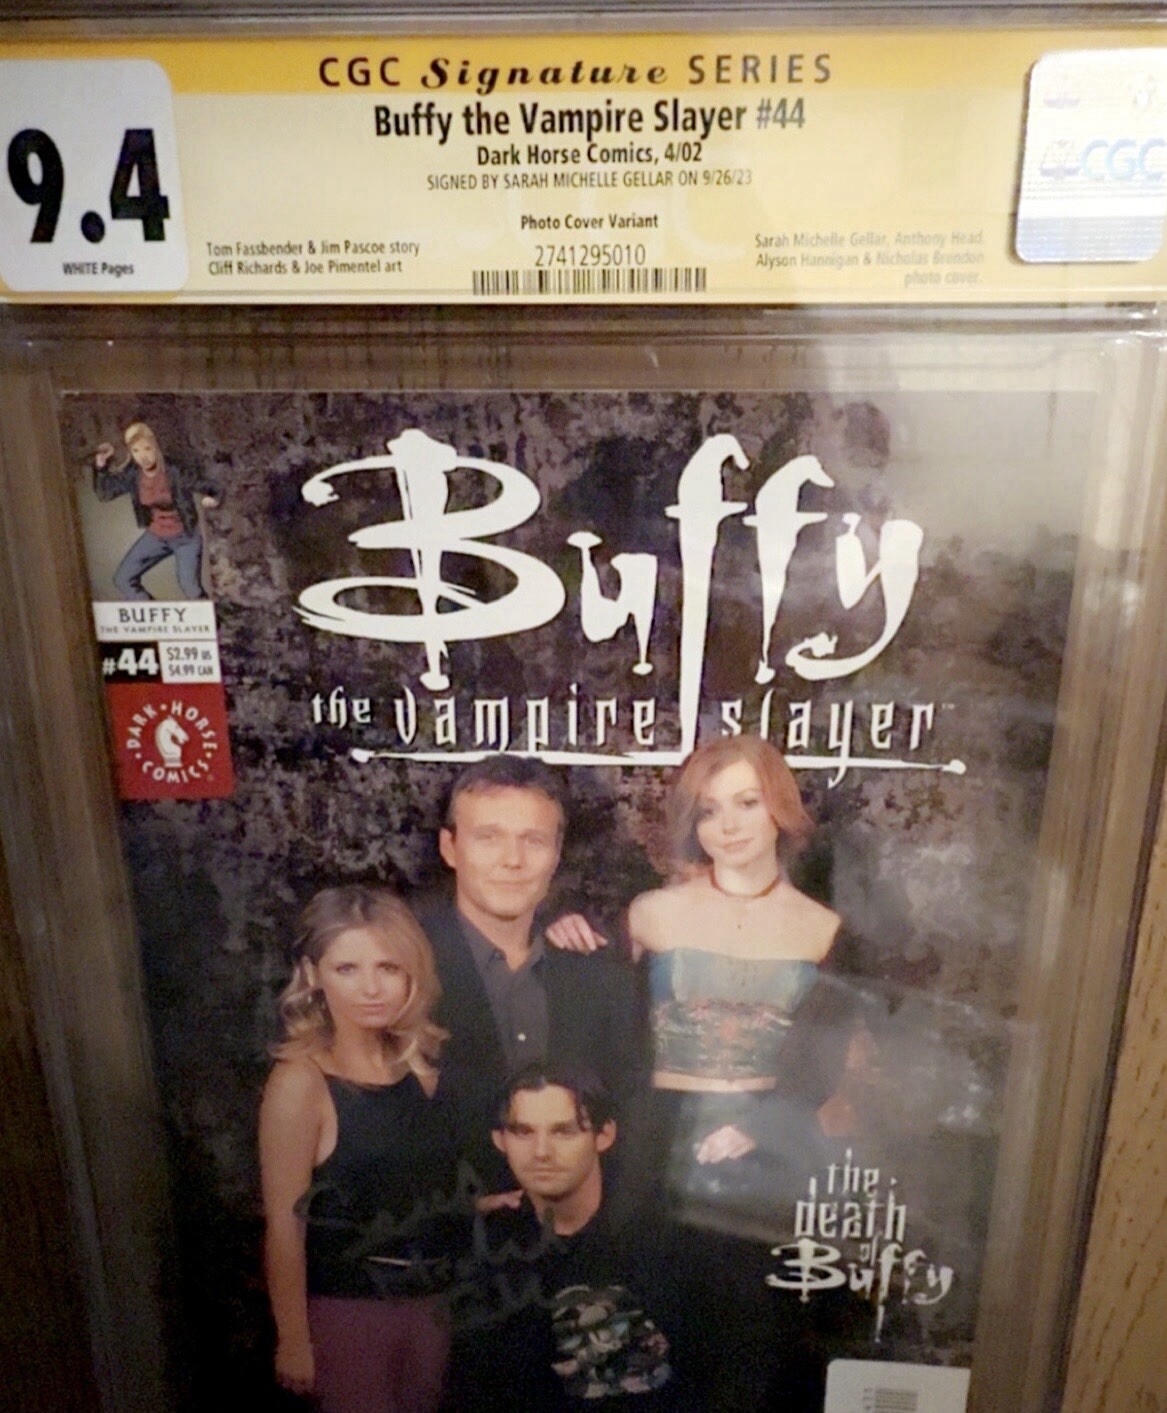 CGC Signature SERIES
Buffy the Vampire Slayer #44
Dark Horse Comics, 4/02
SIGNED BY SARAH MICHELLE GELLAR ON 9/26/23
9.4
WHITE Pages
Photo Cover Variant
2741295010
Tom Fassbender & Jim Pascoe story
Cliff Richards & Joe Pimentel art
Sarah Michelle Gellar, Anthony Head,
Alyson Hannigan & Nicholas Brendon
photo cover.
CGC
Buffy
the vampire slayer™
BUFFY
THE VAMPIRE SLAYER
#44
$2.99 US
$4.99 CAN
DARK•HORSE
•COMICS•
the
death
of
Buffy
Sarah